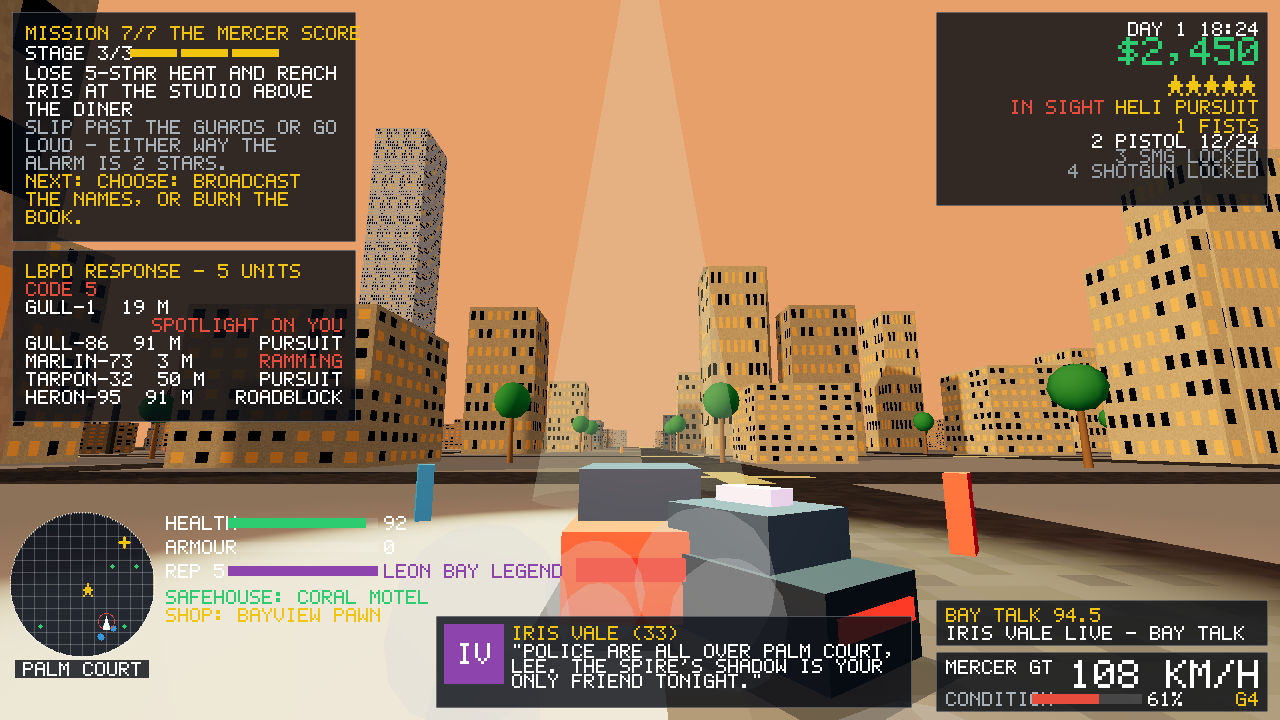 MISSION 7/7 THE MERCER SCORE
STAGE 3/3
LOSE 5-STAR HEAT AND REACH
IRIS AT THE STUDIO ABOVE
THE DINER
SLIP PAST THE GUARDS OR GO
LOUD - EITHER WAY THE
ALARM IS 2 STARS.
NEXT: CHOOSE: BROADCAST
THE NAMES, OR BURN THE
BOOK.
LBPD RESPONSE - 5 UNITS
CODE 5
GULL-1 19 M
SPOTLIGHT ON YOU
GULL-86 91 M PURSUIT
MARLIN-73 3 M RAMMING
TARPON-32 50 M PURSUIT
HERON-95 91 M ROADBLOCK
DAY 1 18:24
$2,450
IN SIGHT HELI PURSUIT
1 FISTS
2 PISTOL 12/24
3 SMG LOCKED
4 SHOTGUN LOCKED
HEALTH 92
ARMOUR 0
REP 5 LEON BAY LEGEND
SAFEHOUSE: CORAL MOTEL
SHOP: BAYVIEW PAWN
PALM COURT
IV
IRIS VALE (33)
"POLICE ARE ALL OVER PALM COURT,
LEE. THE SPIRE'S SHADOW IS YOUR
ONLY FRIEND TONIGHT."
BAY TALK 94.5
IRIS VALE LIVE - BAY TALK
MERCER GT 108 KM/H
CONDITION 61% G4